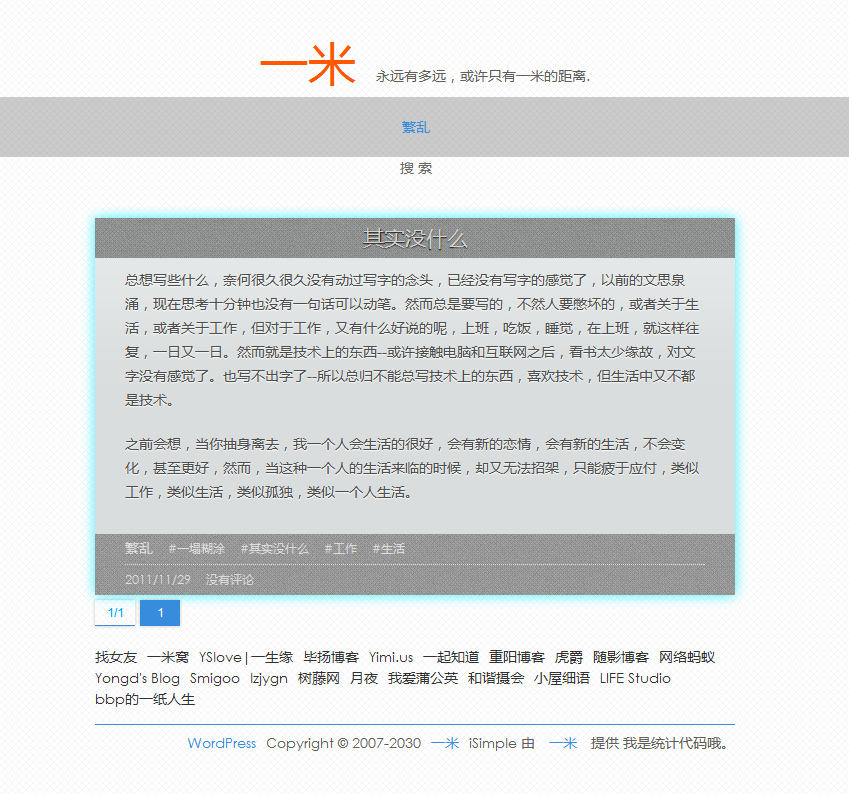 一米 永远有多远，或许只有一米的距离.
繁乱
搜 索
其实没什么
总想写些什么，奈何很久很久没有动过写字的念头，已经没有写字的感觉了，以前的文思泉
涌，现在思考十分钟也没有一句话可以动笔。然而总是要写的，不然人要憋坏的，或者关于生
活，或者关于工作，但对于工作，又有什么好说的呢，上班，吃饭，睡觉，在上班，就这样往
复，一日又一日。然而就是技术上的东西--或许接触电脑和互联网之后，看书太少缘故，对文
字没有感觉了。也写不出字了--所以总归不能总写技术上的东西，喜欢技术，但生活中又不都
是技术。
之前会想，当你抽身离去，我一个人会生活的很好，会有新的恋情，会有新的生活，不会变
化，甚至更好，然而，当这种一个人的生活来临的时候，却又无法招架，只能疲于应付，类似
工作，类似生活，类似孤独，类似一个人生活。
繁乱 #一塌糊涂 #其实没什么 #工作 #生活
2011/11/29 没有评论
1/1 1
找女友 一米窝 YSlove|一生缘 毕扬博客 Yimi.us 一起知道 重阳博客 虎爵 随影博客 网络蚂蚁
Yongd's Blog Smigoo lzjygn 树藤网 月夜 我爱蒲公英 和谐摄会 小屋细语 LIFE Studio
bbp的一纸人生
WordPress Copyright © 2007-2030 一米 iSimple 由 一米 提供 我是统计代码哦。